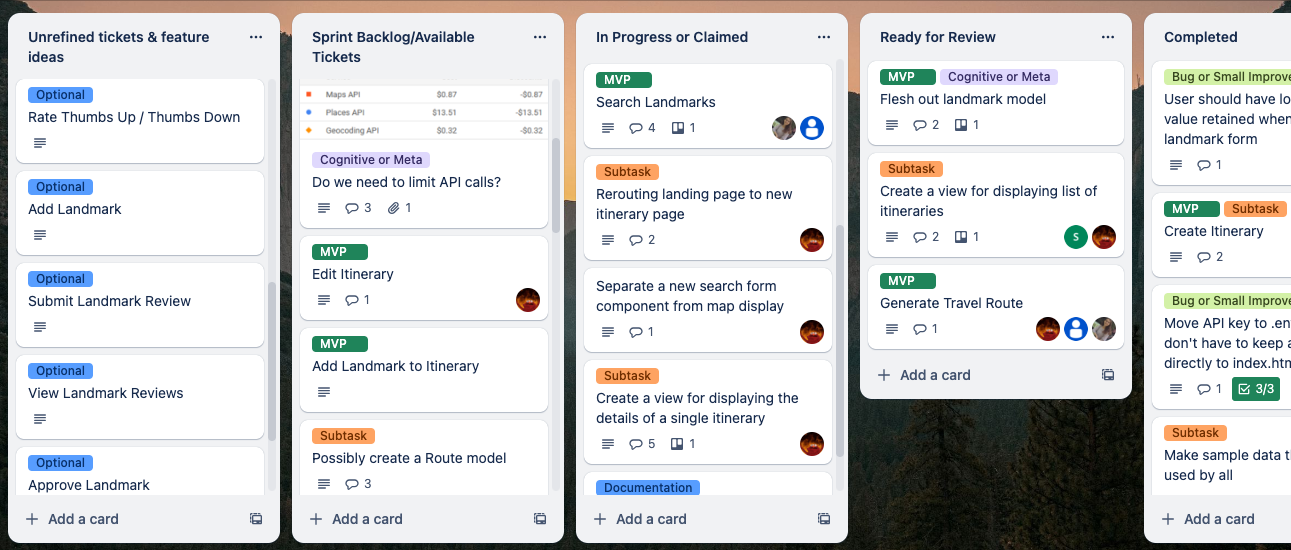 Unrefined tickets & feature
ideas
Optional
Rate Thumbs Up / Thumbs Down
Optional
Add Landmark
Optional
Submit Landmark Review
Optional
View Landmark Reviews
Optional
Approve Landmark
Add a card
Sprint Backlog/Available
Tickets
Maps API $0.87 -$0.87
Places API $13.51 -$13.51
Geocoding API $0.32 -$0.32
Cognitive or Meta
Do we need to limit API calls?
3 1
MVP
Edit Itinerary
1
MVP
Add Landmark to Itinerary
Subtask
Possibly create a Route model
3
Add a card
In Progress or Claimed
MVP
Search Landmarks
4 1
Subtask
Rerouting landing page to new
itinerary page
2
Separate a new search form
component from map display
1
Subtask
Create a view for displaying the
details of a single itinerary
5 1
Documentation
Add a card
Ready for Review
MVP Cognitive or Meta
Flesh out landmark model
2 1
Subtask
Create a view for displaying list of
itineraries
2 1 S
MVP
Generate Travel Route
1
Add a card
Completed
Bug or Small Improve
User should have lo
value retained when
landmark form
1
MVP Subtask
Create Itinerary
2
Bug or Small Improve
Move API key to .en
don't have to keep a
directly to index.htn
1 3/3
Subtask
Make sample data t
used by all
Add a card